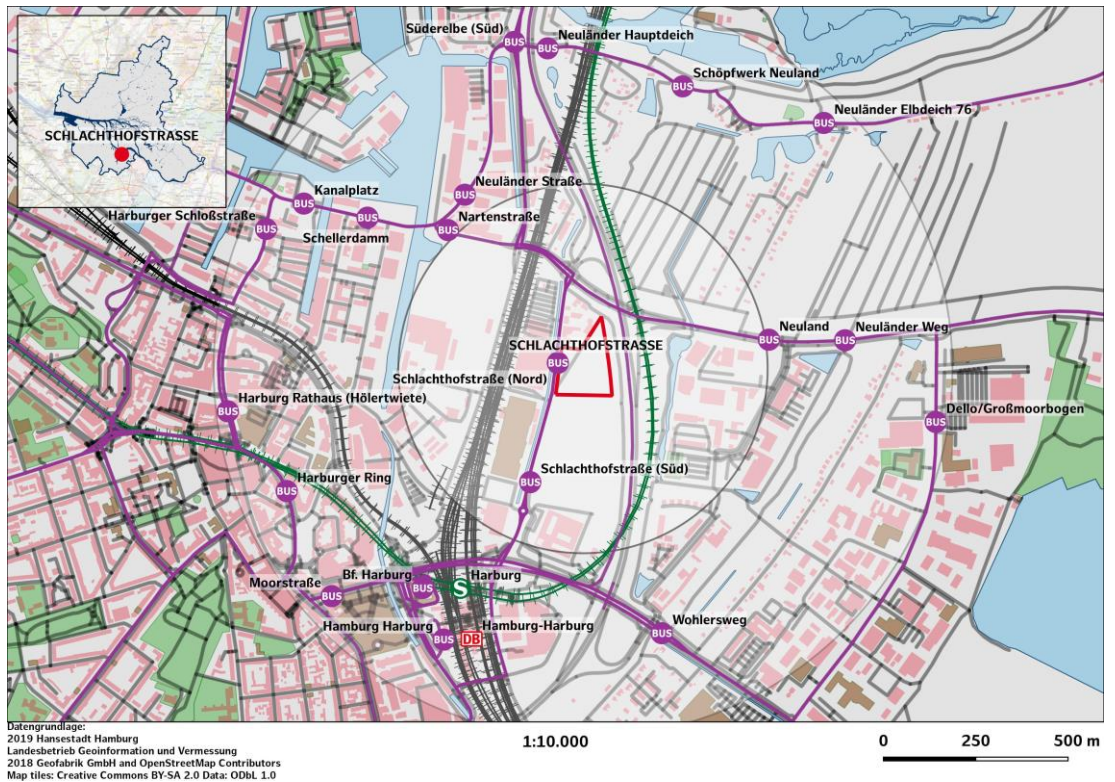 Süderelbe (Süd)
BUS
BUS
Neuländer Hauptdeich
Schöpfwerk Neuland
BUS
Neuländer Elbdeich 76
BUS
SCHLACHTHOFSTRASSE
Kanalplatz
BUS
Neuländer Straße
BUS
Harburger Schloßstraße
BUS
Schellerdamm
BUS
Nartenstraße
BUS
Neuland
BUS
Neuländer Weg
BUS
SCHLACHTHOFSTRASSE
BUS
Schlachthofstraße (Nord)
Harburg Rathaus (Hölertwiete)
BUS
Dello/Großmoorbogen
BUS
Schlachthofstraße (Süd)
BUS
Harburger Ring
BUS
Moorstraße
BUS
Bf. Harburg
BUS
Harburg
S
Hamburg Harburg
BUS
DB
Hamburg-Harburg
Wohlersweg
BUS
Datengrundlage:
2019 Hansestadt Hamburg
Landesbetrieb Geoinformation und Vermessung
2018 Geofabrik GmbH and OpenStreetMap Contributors
Map tiles: Creative Commons BY-SA 2.0 Data: ODbL 1.0
1:10.000
0 250 500 m